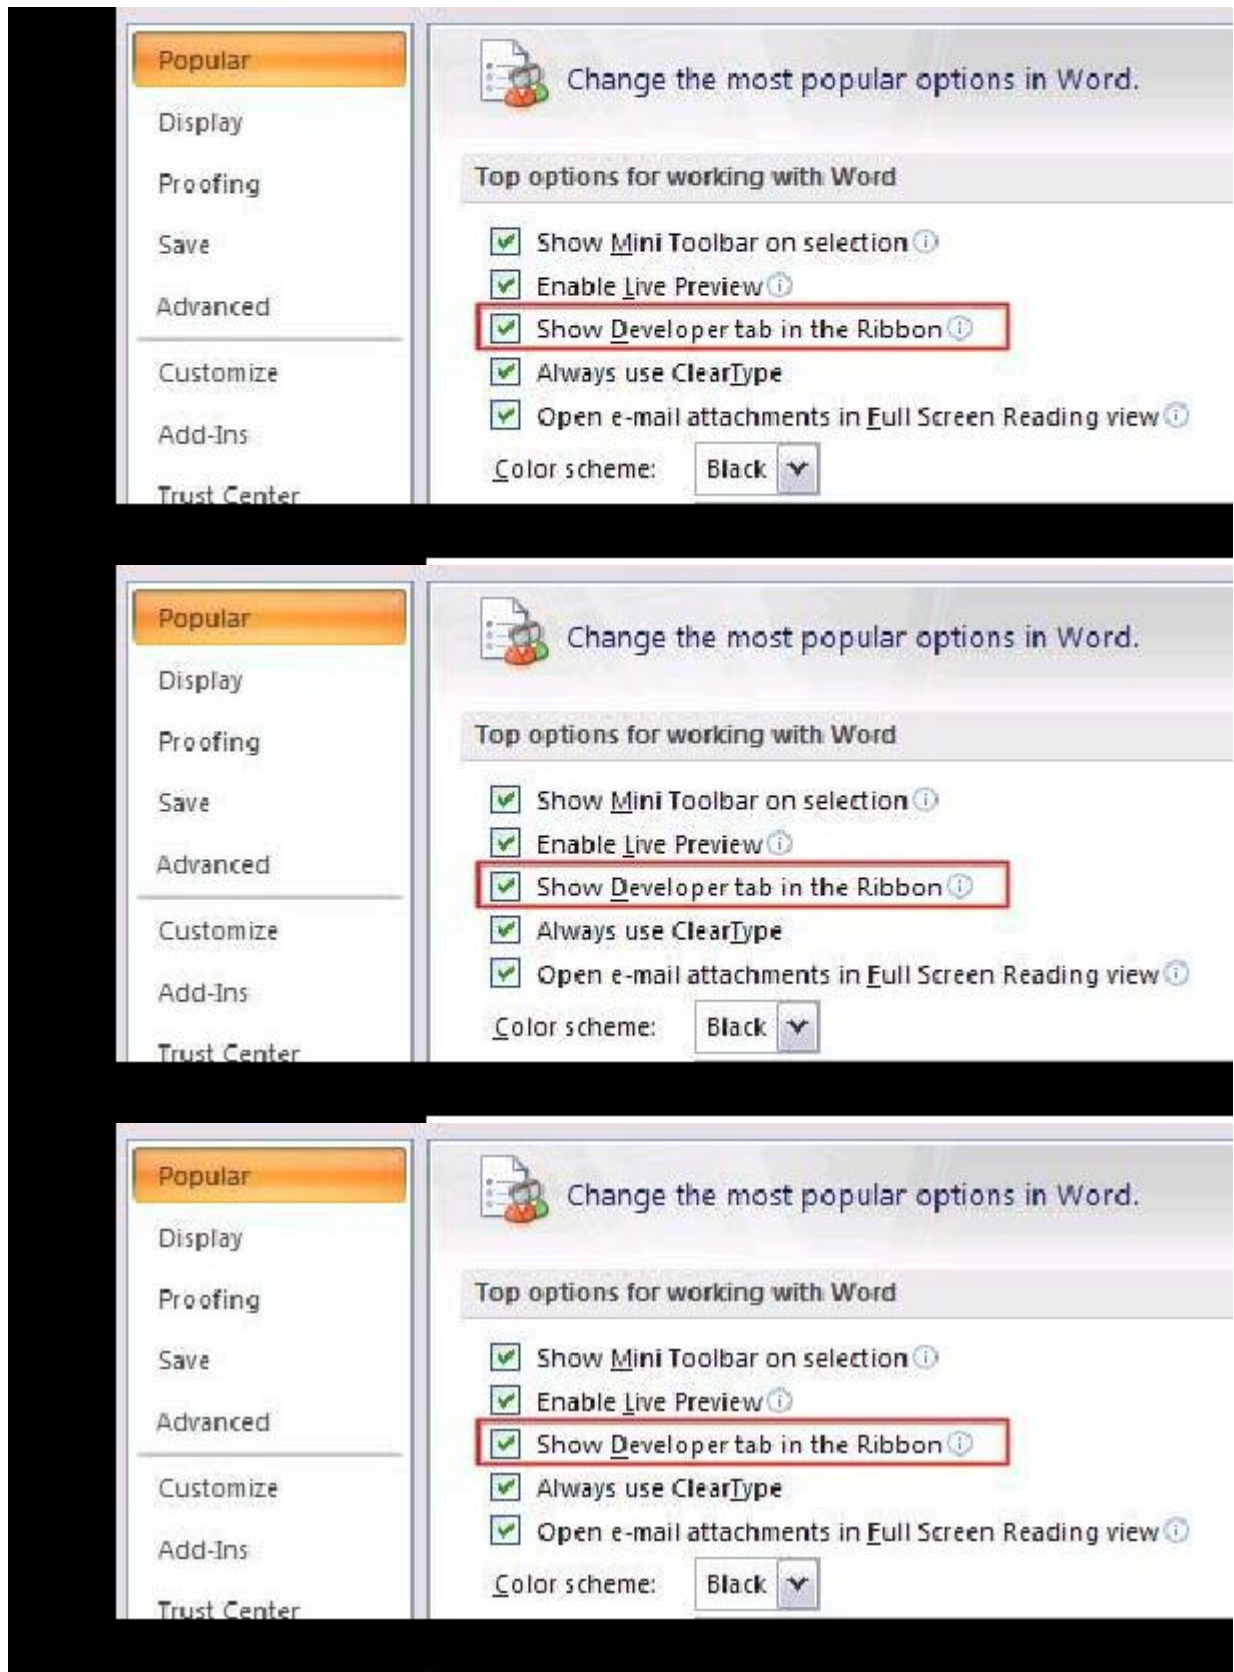 Popular
Display
Proofing
Save
Advanced
Customize
Add-Ins
Trust Center
Change the most popular options in Word.
Top options for working with Word
Show Mini Toolbar on selection
Enable Live Preview
Show Developer tab in the Ribbon
Always use ClearType
Open e-mail attachments in Full Screen Reading view
Color scheme: Black
Popular
Display
Proofing
Save
Advanced
Customize
Add-Ins
Trust Center
Change the most popular options in Word.
Top options for working with Word
Show Mini Toolbar on selection
Enable Live Preview
Show Developer tab in the Ribbon
Always use ClearType
Open e-mail attachments in Full Screen Reading view
Color scheme: Black
Popular
Display
Proofing
Save
Advanced
Customize
Add-Ins
Trust Center
Change the most popular options in Word.
Top options for working with Word
Show Mini Toolbar on selection
Enable Live Preview
Show Developer tab in the Ribbon
Always use ClearType
Open e-mail attachments in Full Screen Reading view
Color scheme: Black